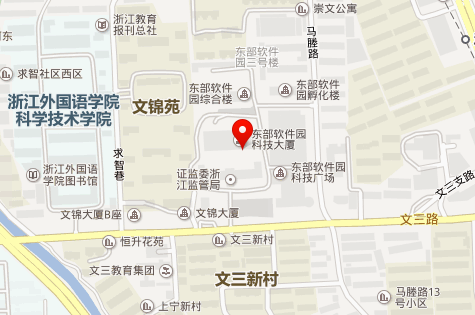 崇文公寓
浙江教育
报刊总社
马塍路
东部软件
园三号楼
求智社区西区
东部软件
园综合楼
东部软件
园孵化楼
浙江外国语学院
科学技术学院
文锦苑
东部软件园
科技大厦
求智巷
浙江外国语
学院图书馆
证监委浙
江监管局
东部软件园
科技广场
文三支路
文锦大厦B座
文锦大厦
文三路
恒升花苑
文三新村
文三教育集团
文三新村
马塍路13
号小区
上宁新村